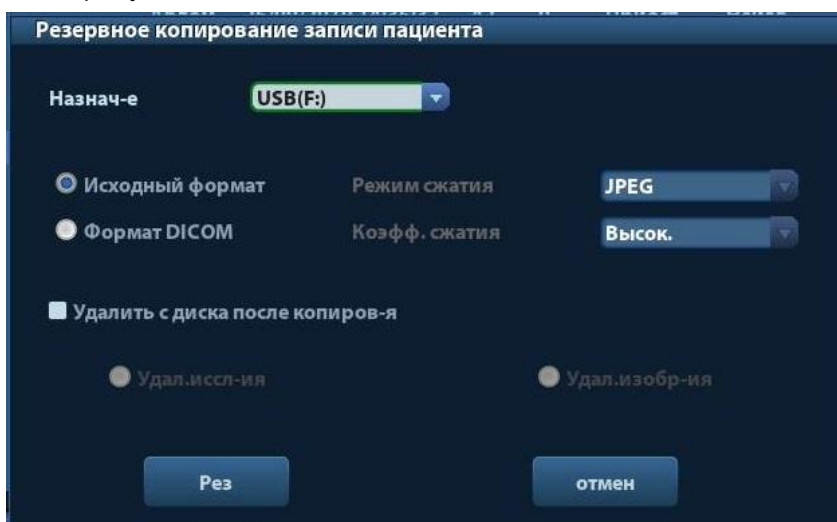 Резервное копирование записи пациента
Назнач-е USB(F:)
Исходный формат Режим сжатия JPEG
Формат DICOM Коэфф. сжатия Высок.
Удалить с диска после копиров-я
Удал.иссл-ия Удал.изобр-ия
Рез отмен